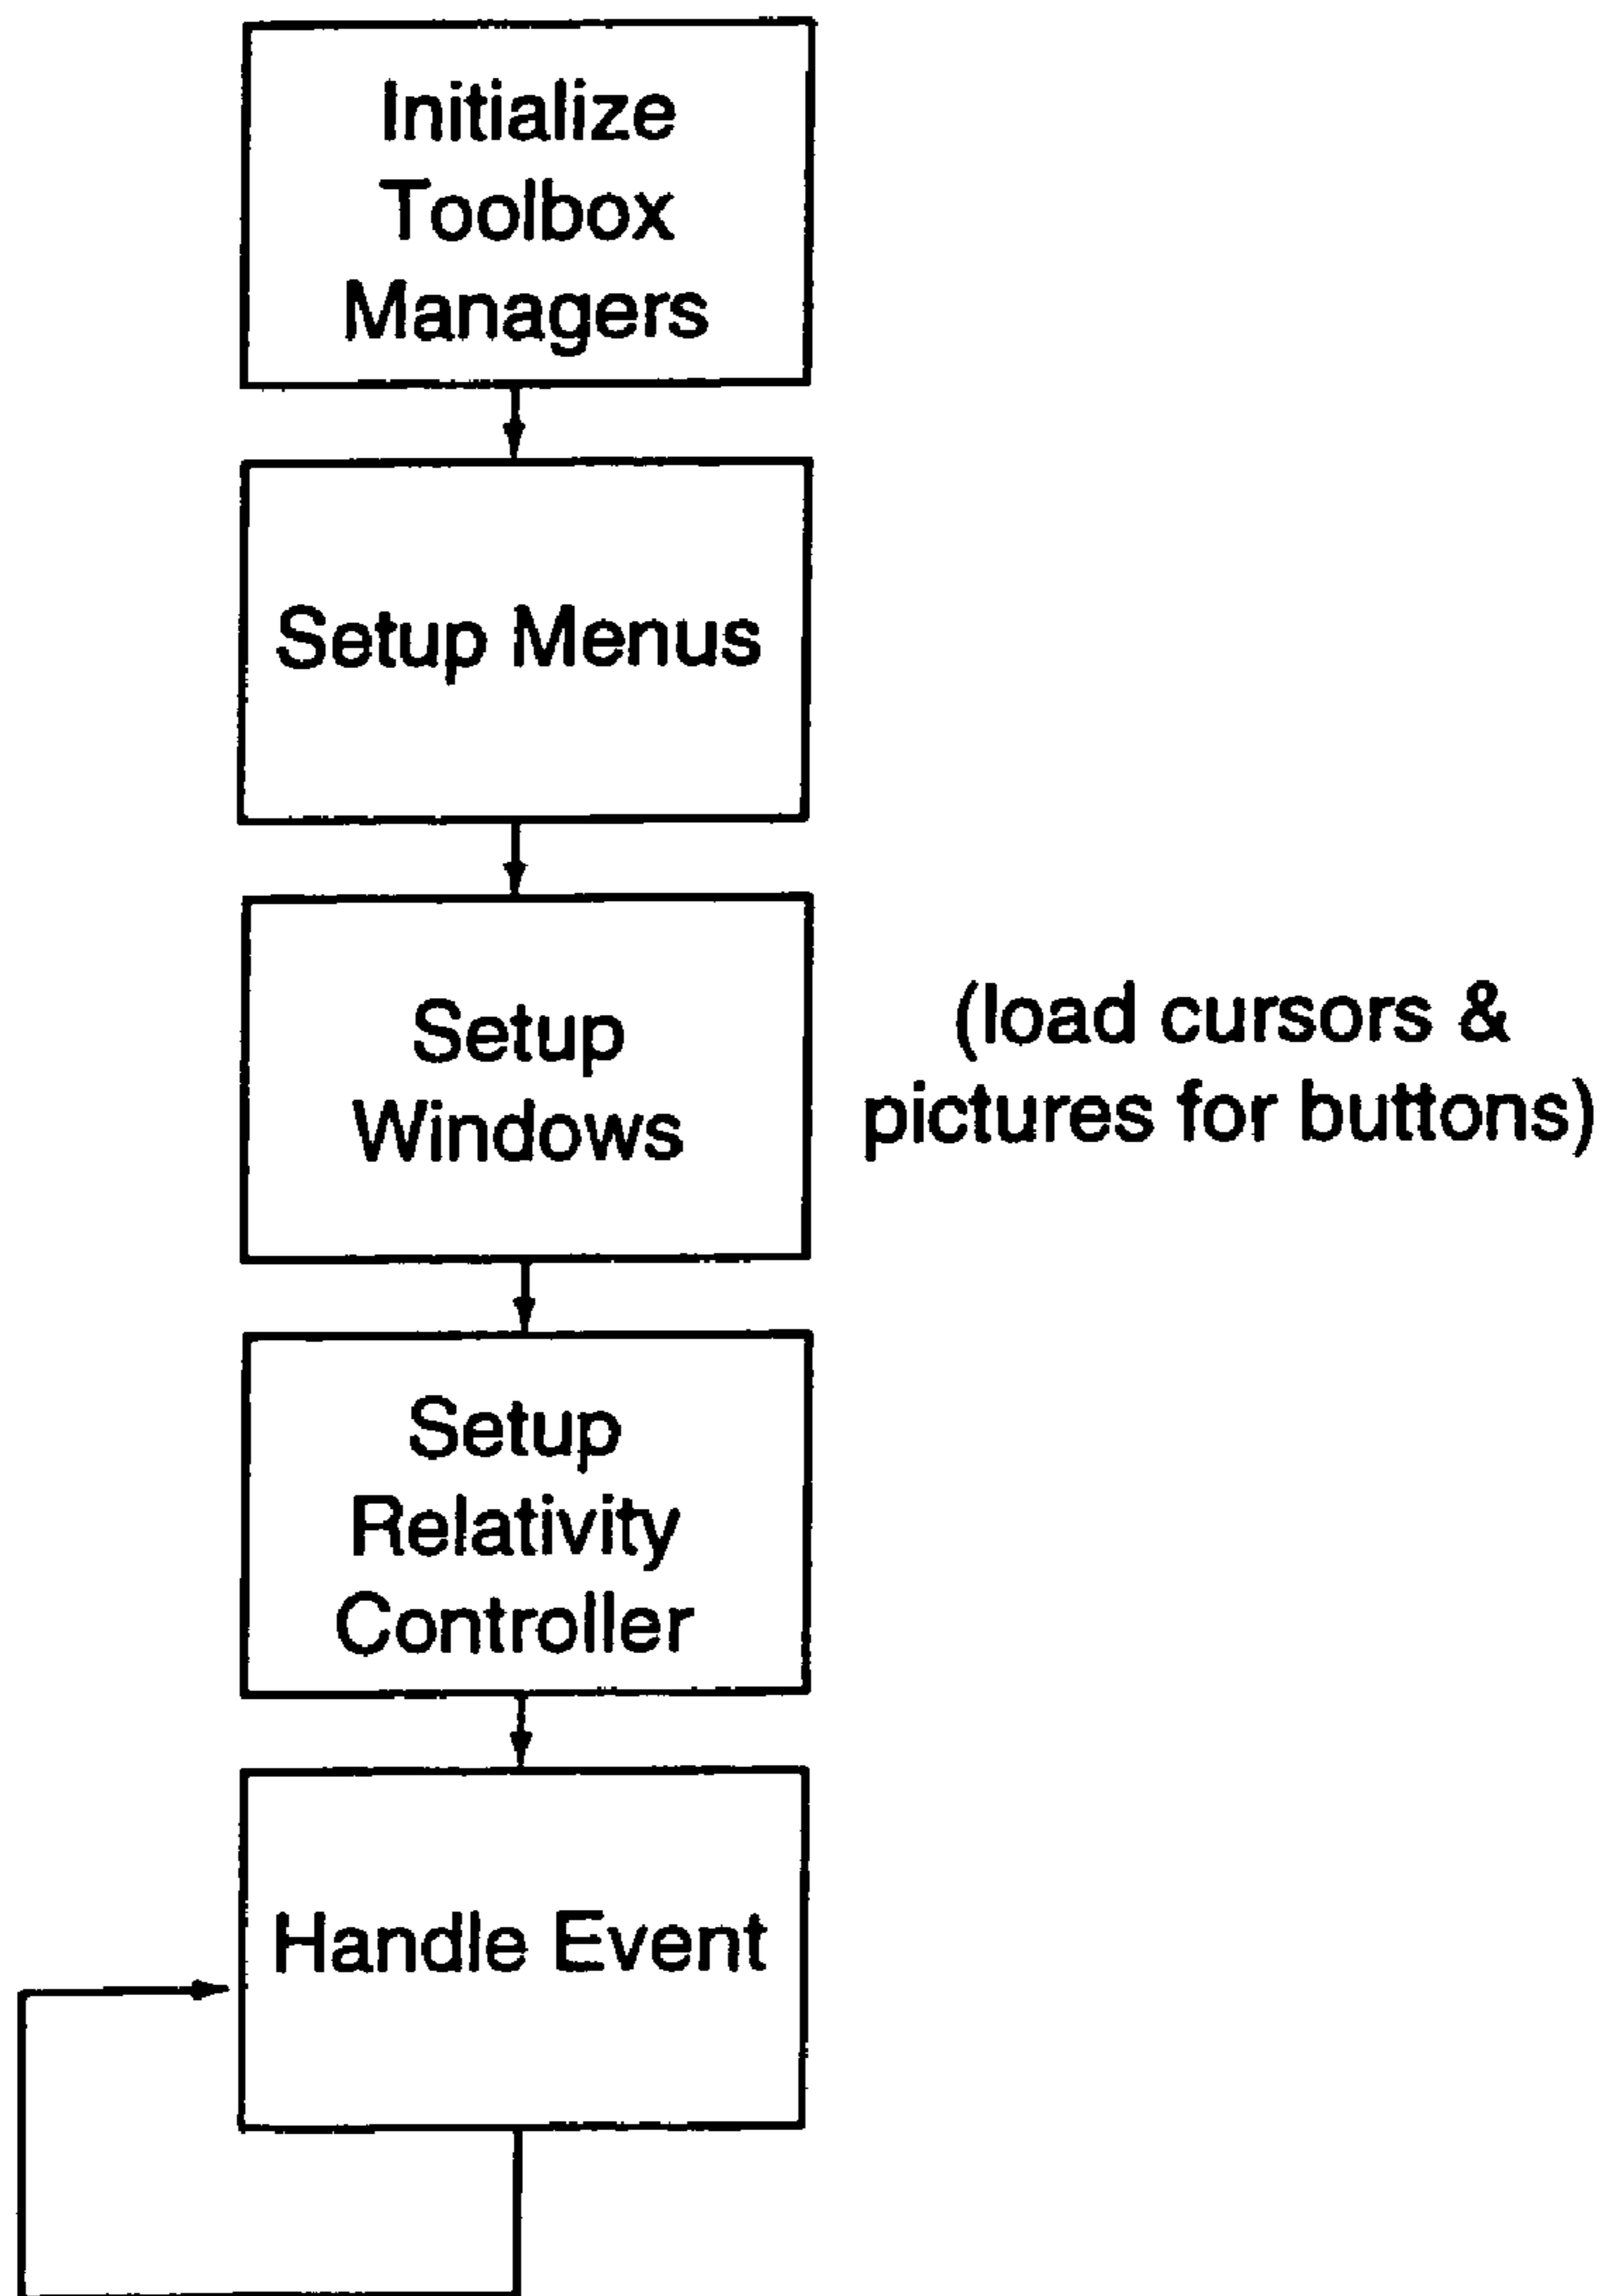 Initialize
Toolbox
Managers
Setup Menus
Setup
Windows
(load cursors &
pictures for buttons)
Setup
Relativity
Controller
Handle Event